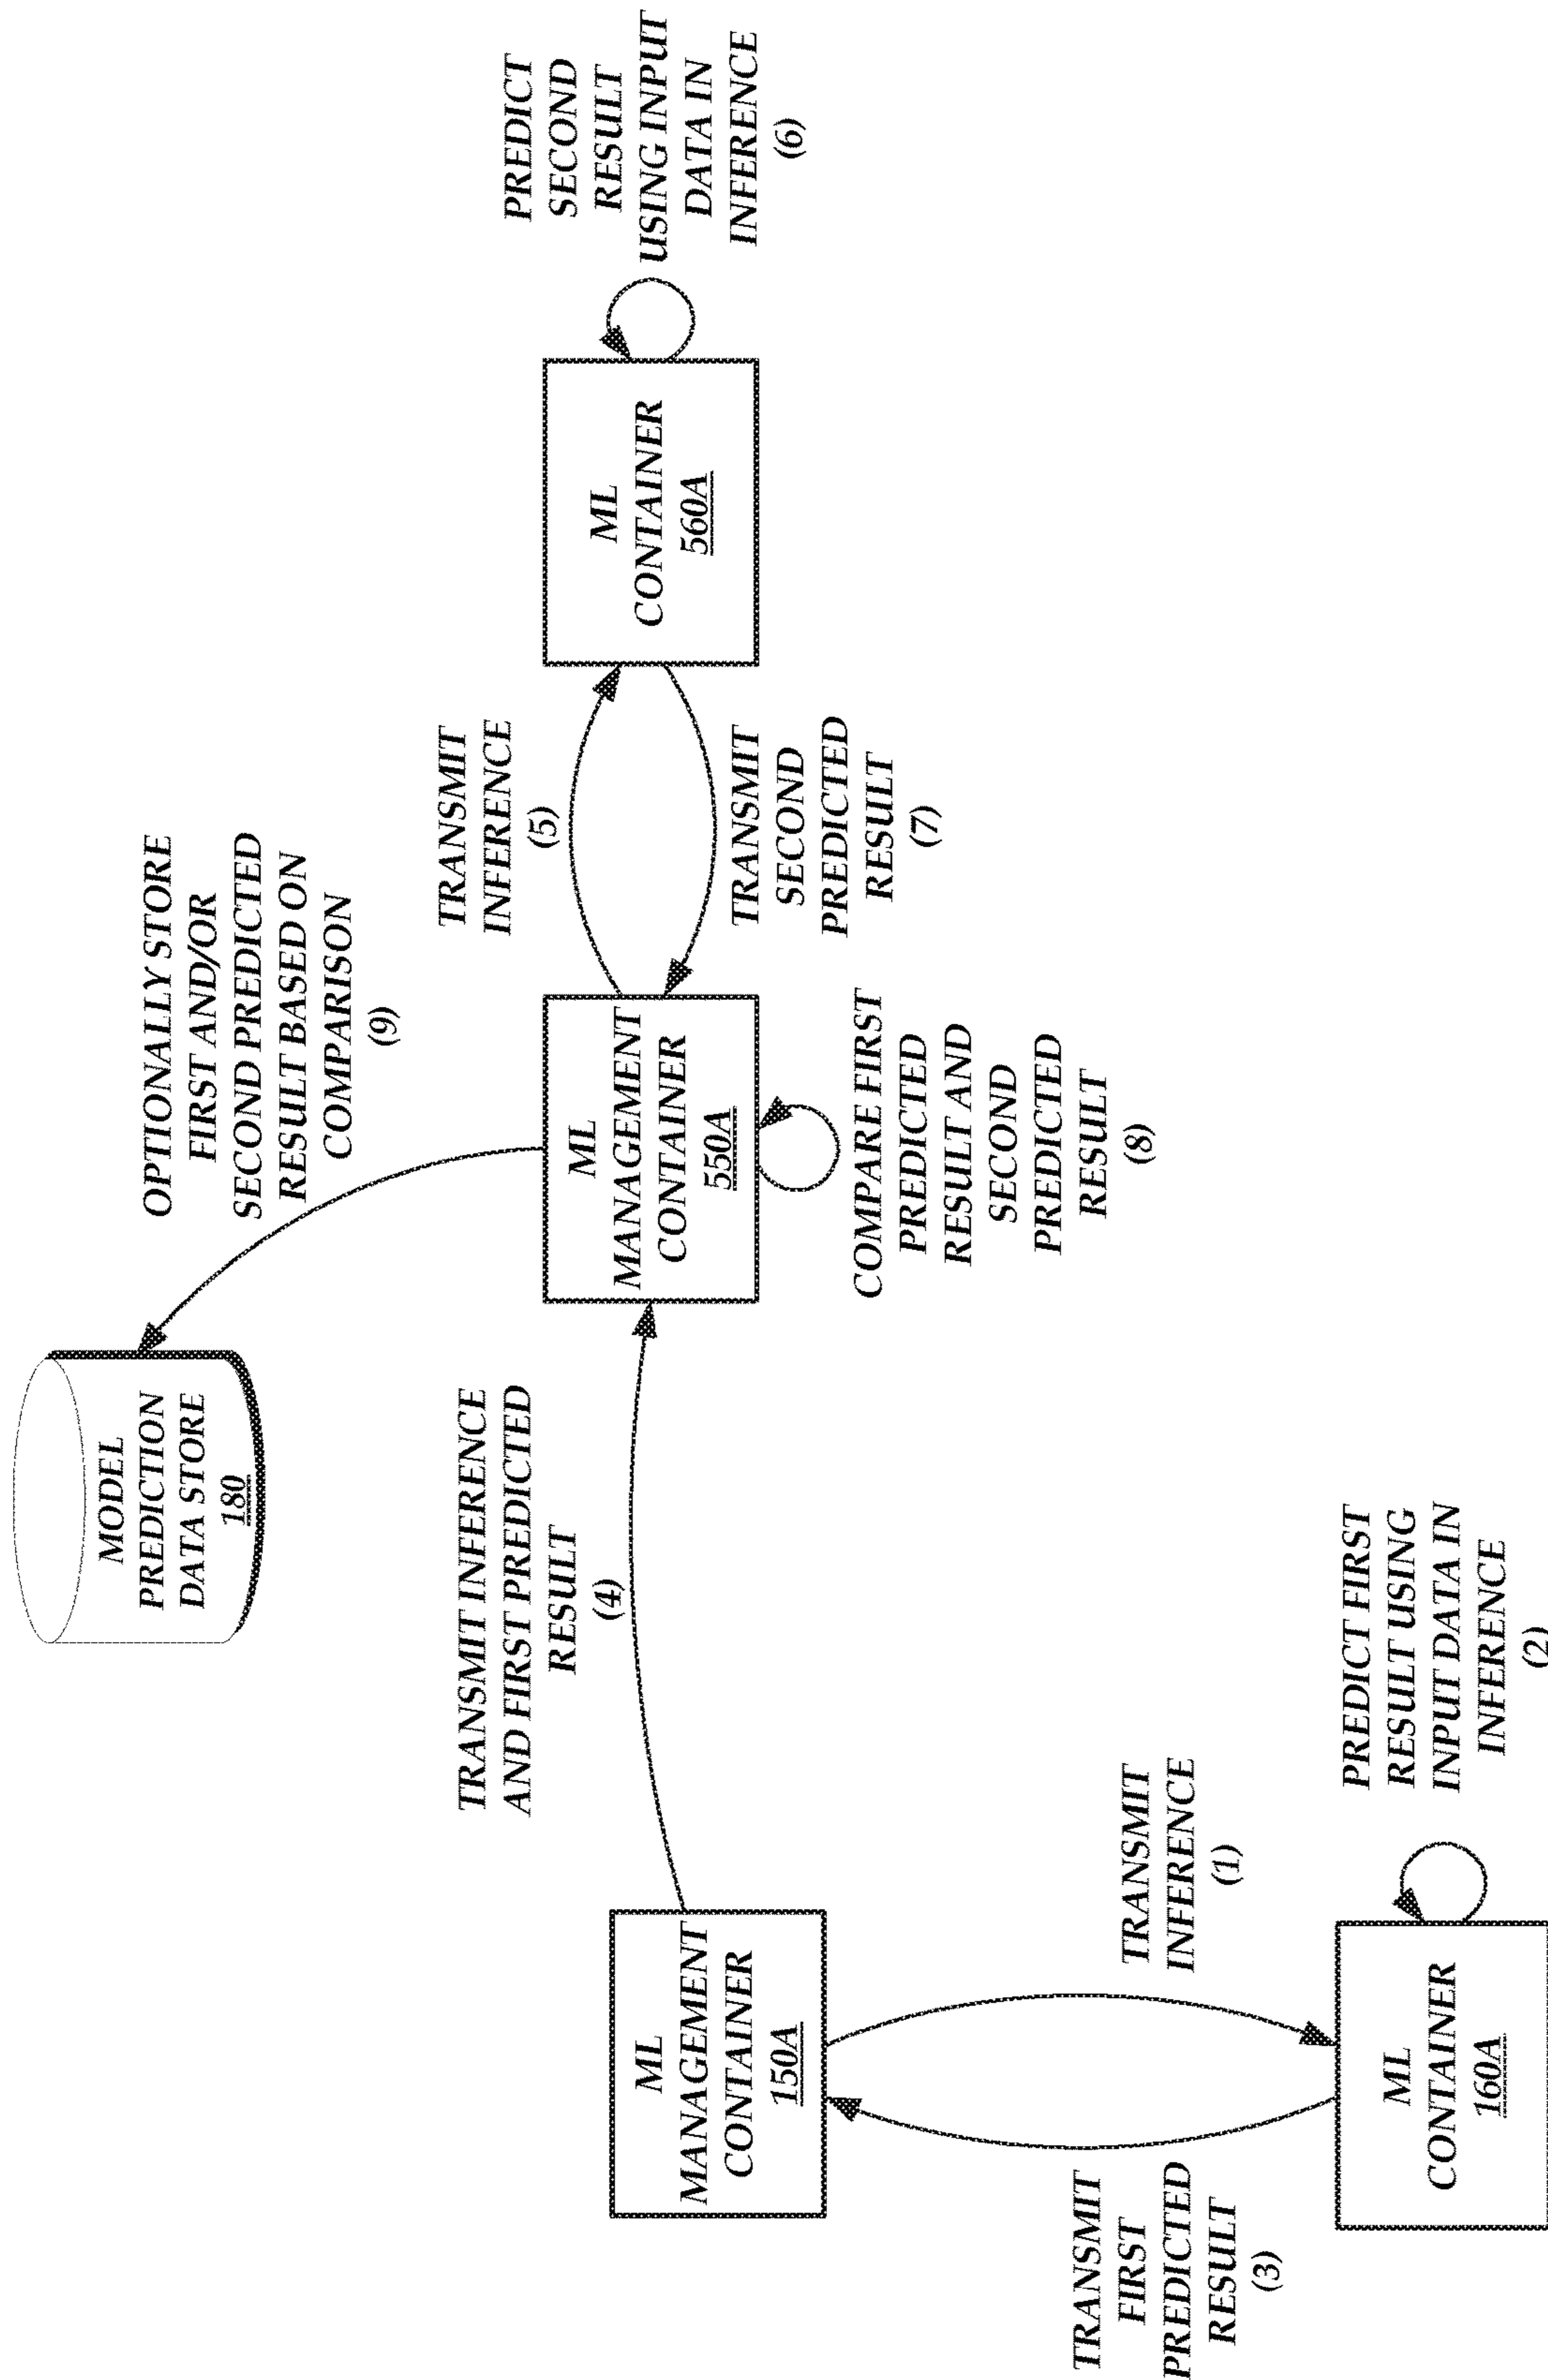 MODEL
PREDICTION
DATA STORE
180
OPTIONALLY STORE
FIRST AND/OR
SECOND PREDICTED
RESULT BASED ON
COMPARISON
(9)
TRANSMIT INFERENCE
AND FIRST PREDICTED
RESULT
(4)
TRANSMIT
INFERENCE
(5)
PREDICT
SECOND
RESULT
USING INPUT
DATA IN
INFERENCE
(6)
ML
MANAGEMENT
CONTAINER
150A
ML
MANAGEMENT
CONTAINER
550A
ML
CONTAINER
560A
TRANSMIT
SECOND
PREDICTED
RESULT
(7)
COMPARE FIRST
PREDICTED
RESULT AND
SECOND
PREDICTED
RESULT
(8)
TRANSMIT
FIRST
PREDICTED
RESULT
(3)
TRANSMIT
INFERENCE
(1)
ML
CONTAINER
160A
PREDICT FIRST
RESULT USING
INPUT DATA IN
INFERENCE
(2)